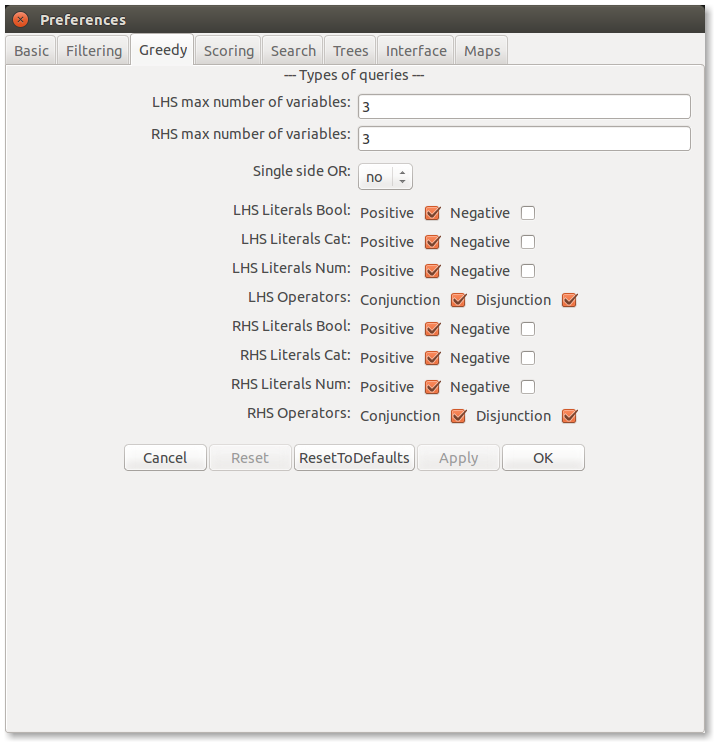 Preferences
Basic Filtering Greedy Scoring Search Trees Interface Maps
--- Types of queries ---
LHS max number of variables: 3
RHS max number of variables: 3
Single side OR: no
LHS Literals Bool: Positive Negative
LHS Literals Cat: Positive Negative
LHS Literals Num: Positive Negative
LHS Operators: Conjunction Disjunction
RHS Literals Bool: Positive Negative
RHS Literals Cat: Positive Negative
RHS Literals Num: Positive Negative
RHS Operators: Conjunction Disjunction
Cancel Reset ResetToDefaults Apply OK